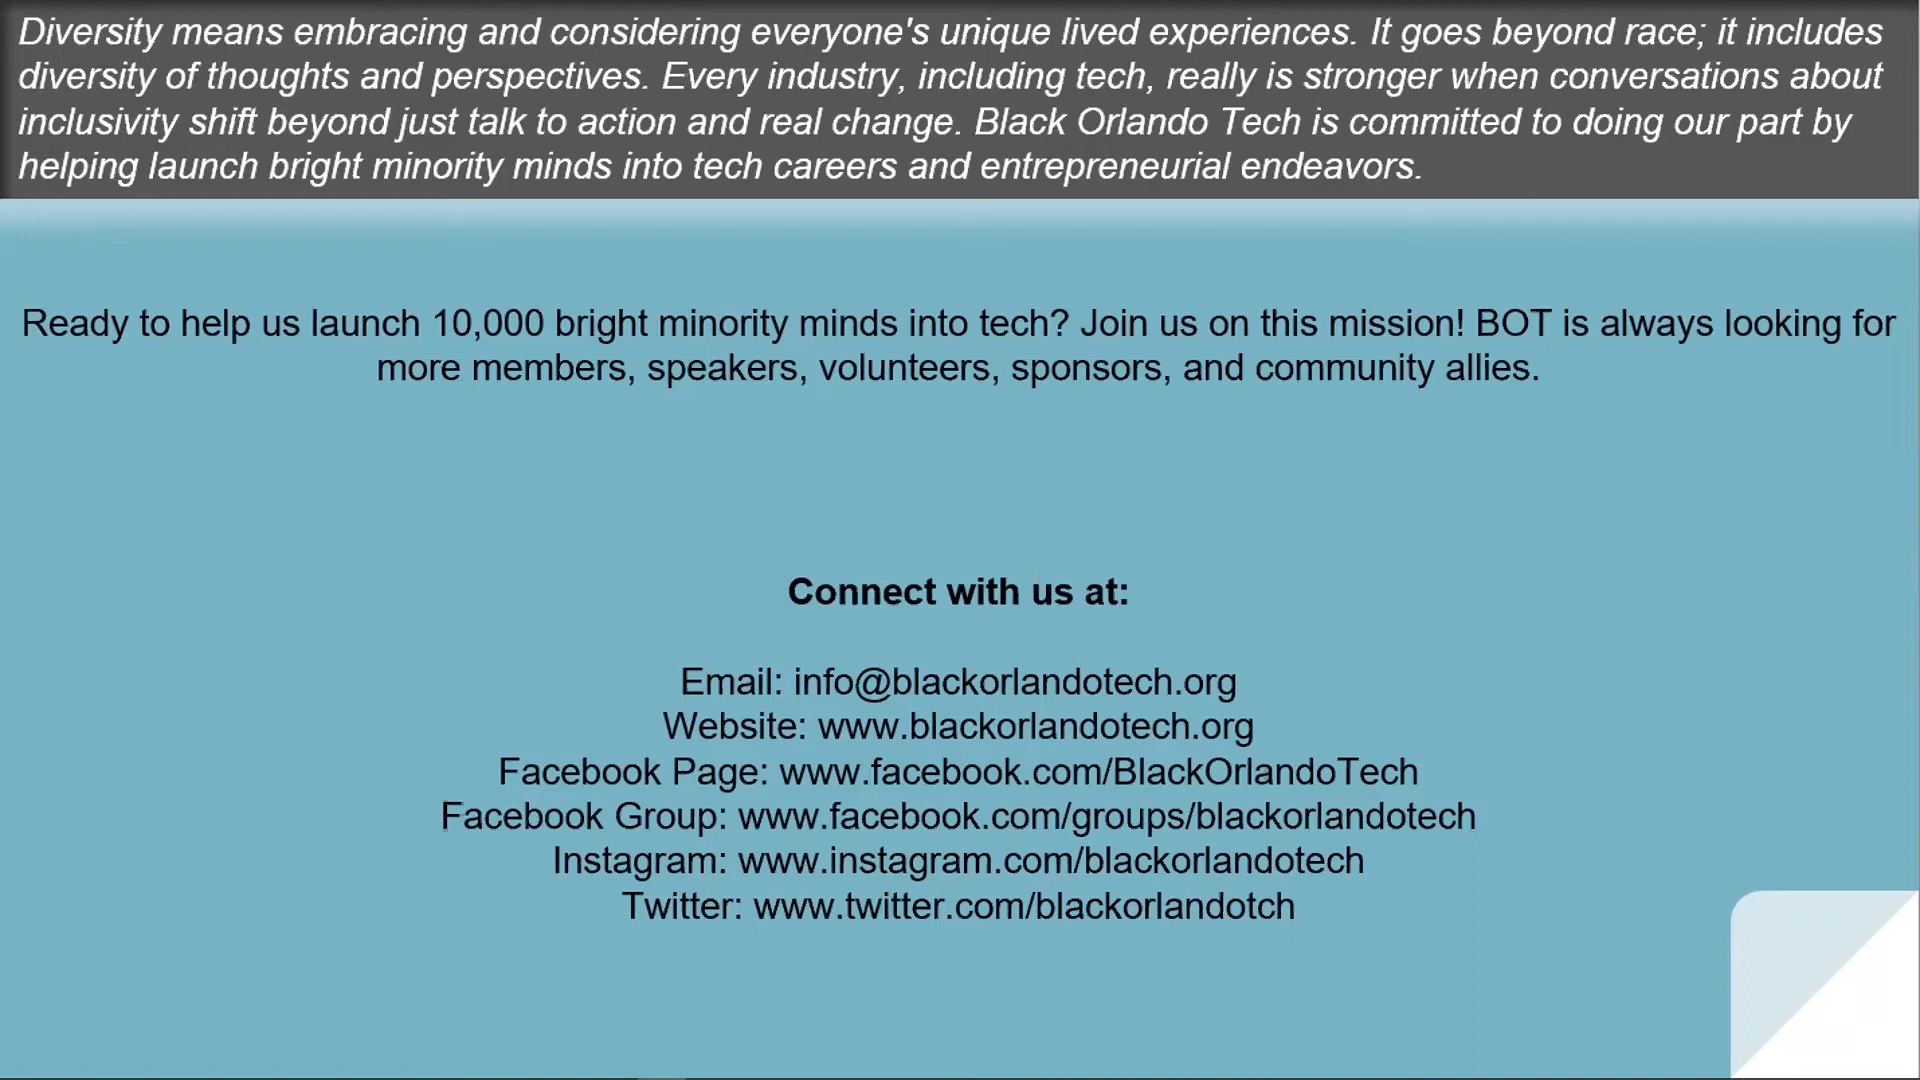 Diversity means embracing and considering everyone's unique lived experiences. It goes beyond race; it includes
diversity of thoughts and perspectives. Every industry, including tech, really is stronger when conversations about
inclusivity shift beyond just talk to action and real change. Black Orlando Tech is committed to doing our part by
helping launch bright minority minds into tech careers and entrepreneurial endeavors.
Ready to help us launch 10,000 bright minority minds into tech? Join us on this mission! BOT is always looking for
more members, speakers, volunteers, sponsors, and community allies.
Connect with us at:
Email: info@blackorlandotech.org
Website: www.blackorlandotech.org
Facebook Page: www.facebook.com/BlackOrlandoTech
Facebook Group: www.facebook.com/groups/blackorlandotech
Instagram: www.instagram.com/blackorlandotech
Twitter: www.twitter.com/blackorlandotch